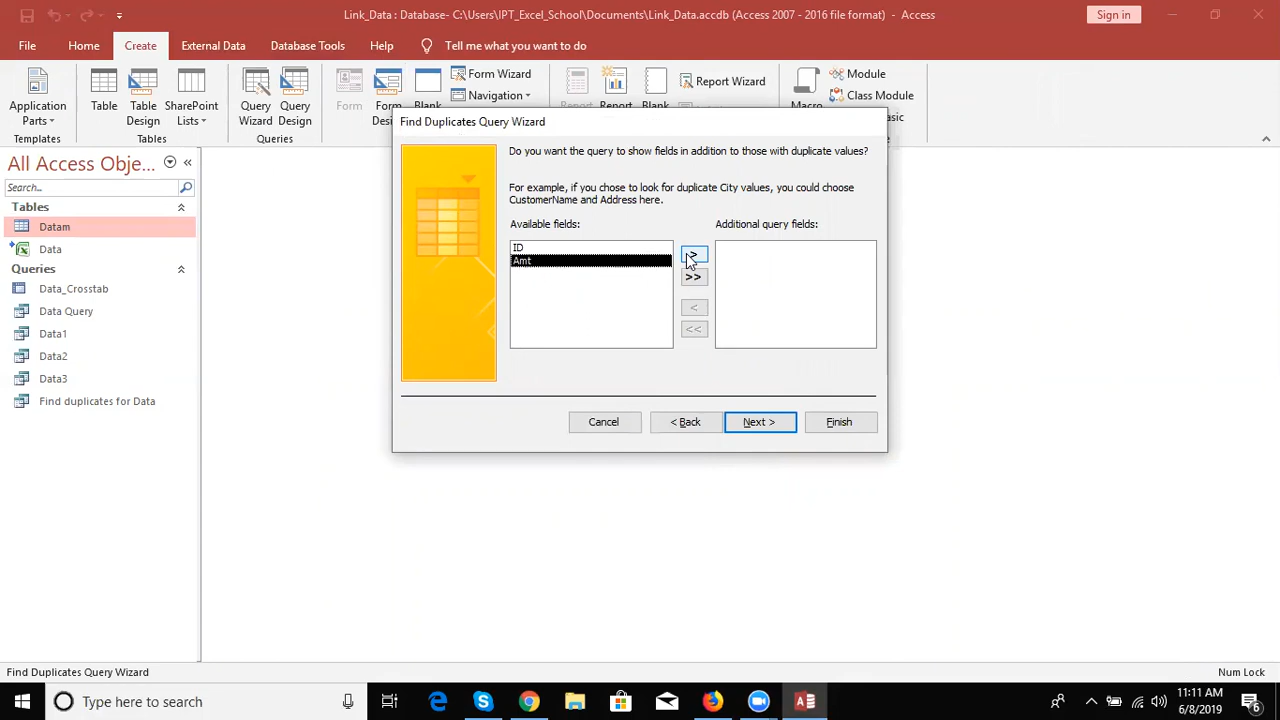 Link_Data : Database- C:\Users\IPT_Excel_School\Documents\Link_Data.accdb (Access 2007 - 2016 file format) - Access
Sign in
File
Home
Create
External Data
Database Tools
Help
Tell me what you want to do
Application
Parts
Templates
Table
Table
Design
SharePoint
Lists
Tables
Query
Wizard
Query
Design
Queries
Form
Form
Blank
Form Wizard
Navigation
Report
Report
Blank
Report Wizard
Macro
Module
Class Module
Find Duplicates Query Wizard
Do you want the query to show fields in addition to those with duplicate values?
For example, if you chose to look for duplicate City values, you could choose
CustomerName and Address here.
Available fields:
Additional query fields:
ID
Amt
>
>>
<
<<
Cancel
< Back
Next >
Finish
All Access Obje...
Search...
Tables
Datam
Data
Queries
Data_Crosstab
Data Query
Data1
Data2
Data3
Find duplicates for Data
Find Duplicates Query Wizard
Num Lock
Type here to search
11:11 AM
6/8/2019
6